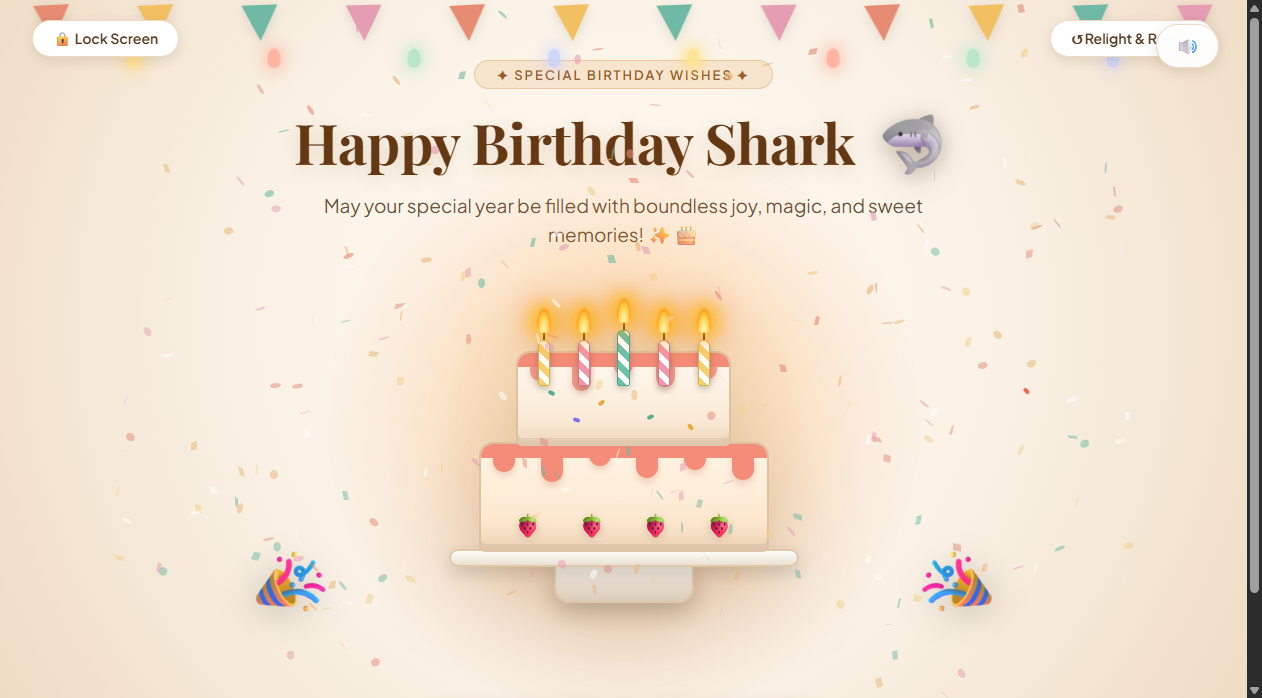 Lock Screen
↺Relight & R
✦ SPECIAL BIRTHDAY WISHES ✦
Happy Birthday Shark
May your special year be filled with boundless joy, magic, and sweet
memories!